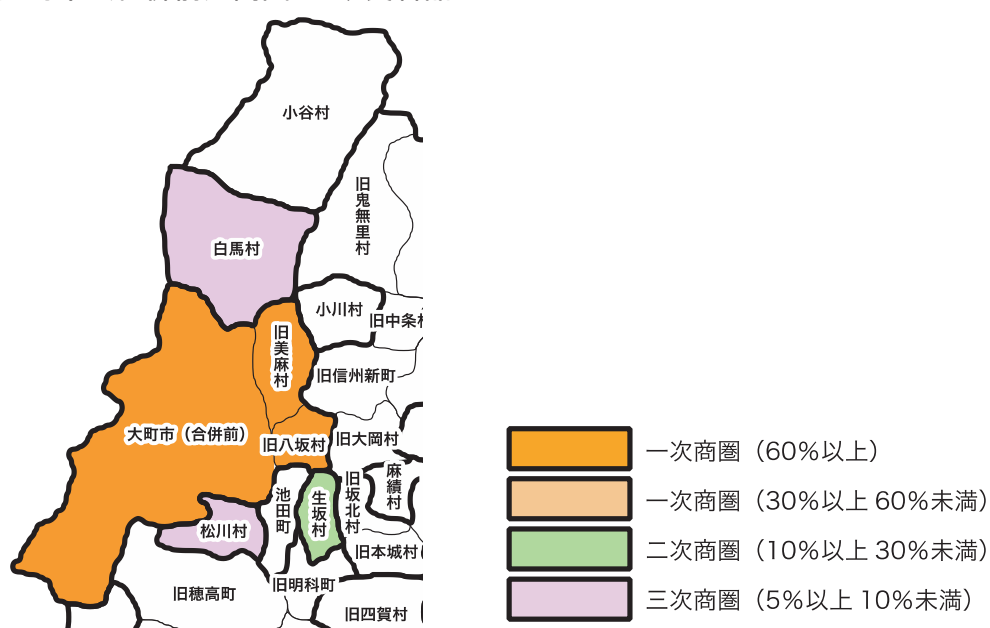 小谷村
旧鬼無里村
白馬村
小川村
旧中条
旧美麻村
旧信州新町
大町市（合併前）
旧八坂村
旧大岡村
麻績村
旧坂北村
池田町
生坂村
松川村
旧本城村
旧明科町
旧穂高町
旧四賀村
一次商圏（60%以上）
一次商圏（30%以上 60%未満）
二次商圏（10%以上 30%未満）
三次商圏（5%以上 10%未満）